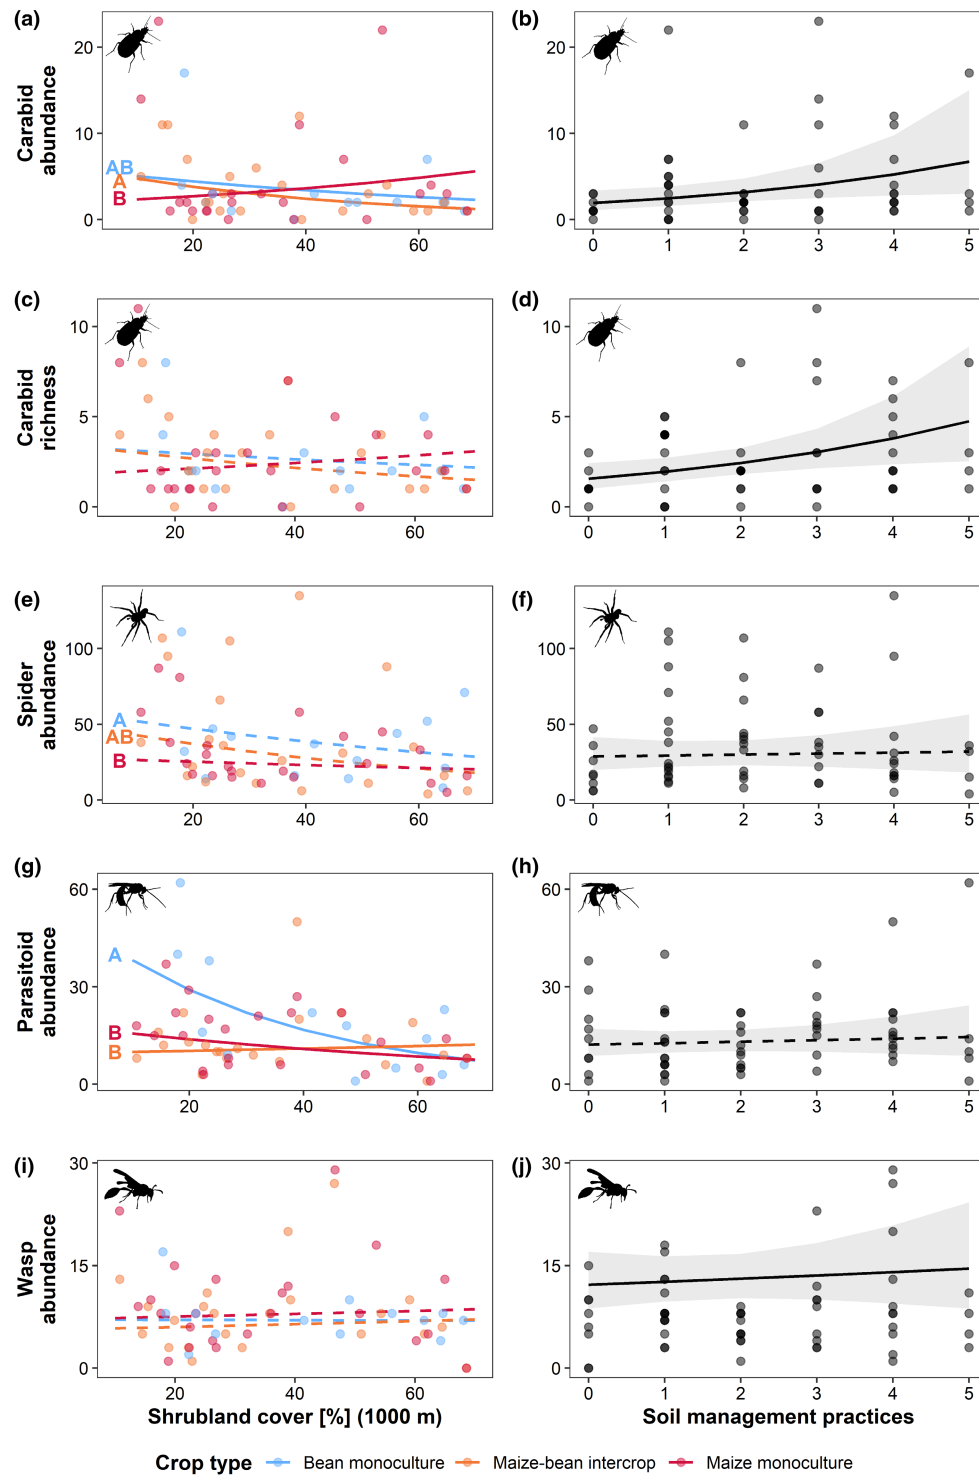 (a)
(b)
Carabid
abundance
20
10
0
AB
A
B
20
40
60
20
10
0
0
1
2
3
4
5
(c)
(d)
Carabid
richness
10
5
0
20
40
60
10
5
0
0
1
2
3
4
5
(e)
(f)
Spider
abundance
100
50
0
A
AB
B
20
40
60
100
50
0
0
1
2
3
4
5
(g)
(h)
Parasitoid
abundance
60
30
0
A
B
B
20
40
60
60
30
0
0
1
2
3
4
5
(i)
(j)
Wasp
abundance
30
15
0
20
40
60
30
15
0
0
1
2
3
4
5
Shrubland cover [%] (1000 m)
Soil management practices
Crop type
Bean monoculture
Maize-bean intercrop
Maize monoculture